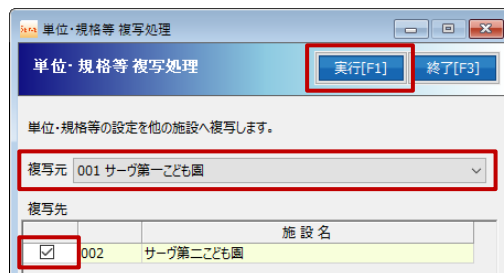 単位・規格等 複写処理
単位・規格等 複写処理 実行[F1] 終了[F3]
単位・規格等の設定を他の施設へ複写します。
複写元 001 サーヴ第一こども園
複写先
施 設 名
002 サーヴ第二こども園